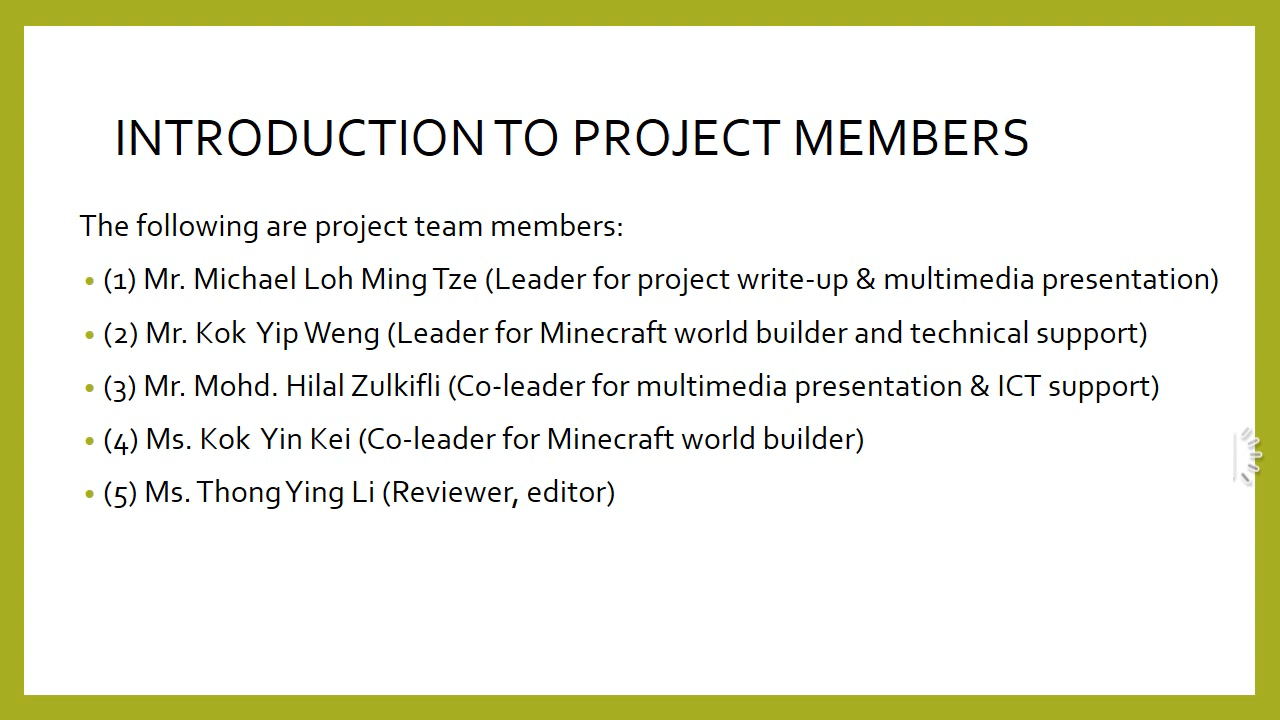 INTRODUCTION TO PROJECT MEMBERS
The following are project team members:
• (1) Mr. Michael Loh Ming Tze (Leader for project write-up & multimedia presentation)
• (2) Mr. Kok Yip Weng (Leader for Minecraft world builder and technical support)
• (3) Mr. Mohd. Hilal Zulkifli (Co-leader for multimedia presentation & ICT support)
• (4) Ms. Kok Yin Kei (Co-leader for Minecraft world builder)
• (5) Ms. Thong Ying Li (Reviewer, editor)